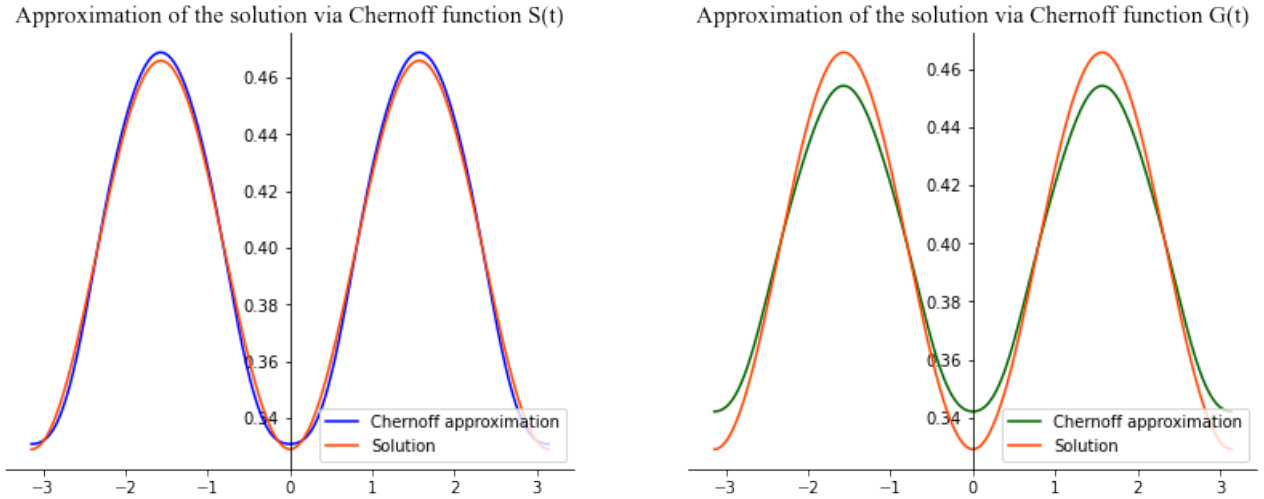 Approximation of the solution via Chernoff function S(t)
0.46
0.44
0.42
0.40
0.38
0.36
0.34
Chernoff approximation
Solution
−3 −2 −1 0 1 2 3
Approximation of the solution via Chernoff function G(t)
0.46
0.44
0.42
0.40
0.38
0.36
0.34
Chernoff approximation
Solution
−3 −2 −1 0 1 2 3